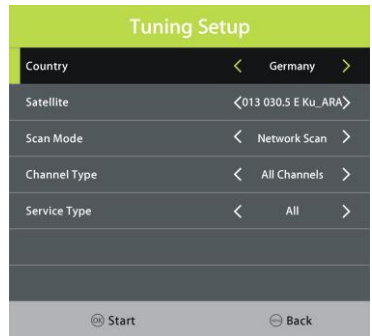 Tuning Setup
Country < Germany >
Satellite <013 030.5 E Ku_ARA>
Scan Mode < Network Scan >
Channel Type < All Channels >
Service Type < All >
OK Start Back